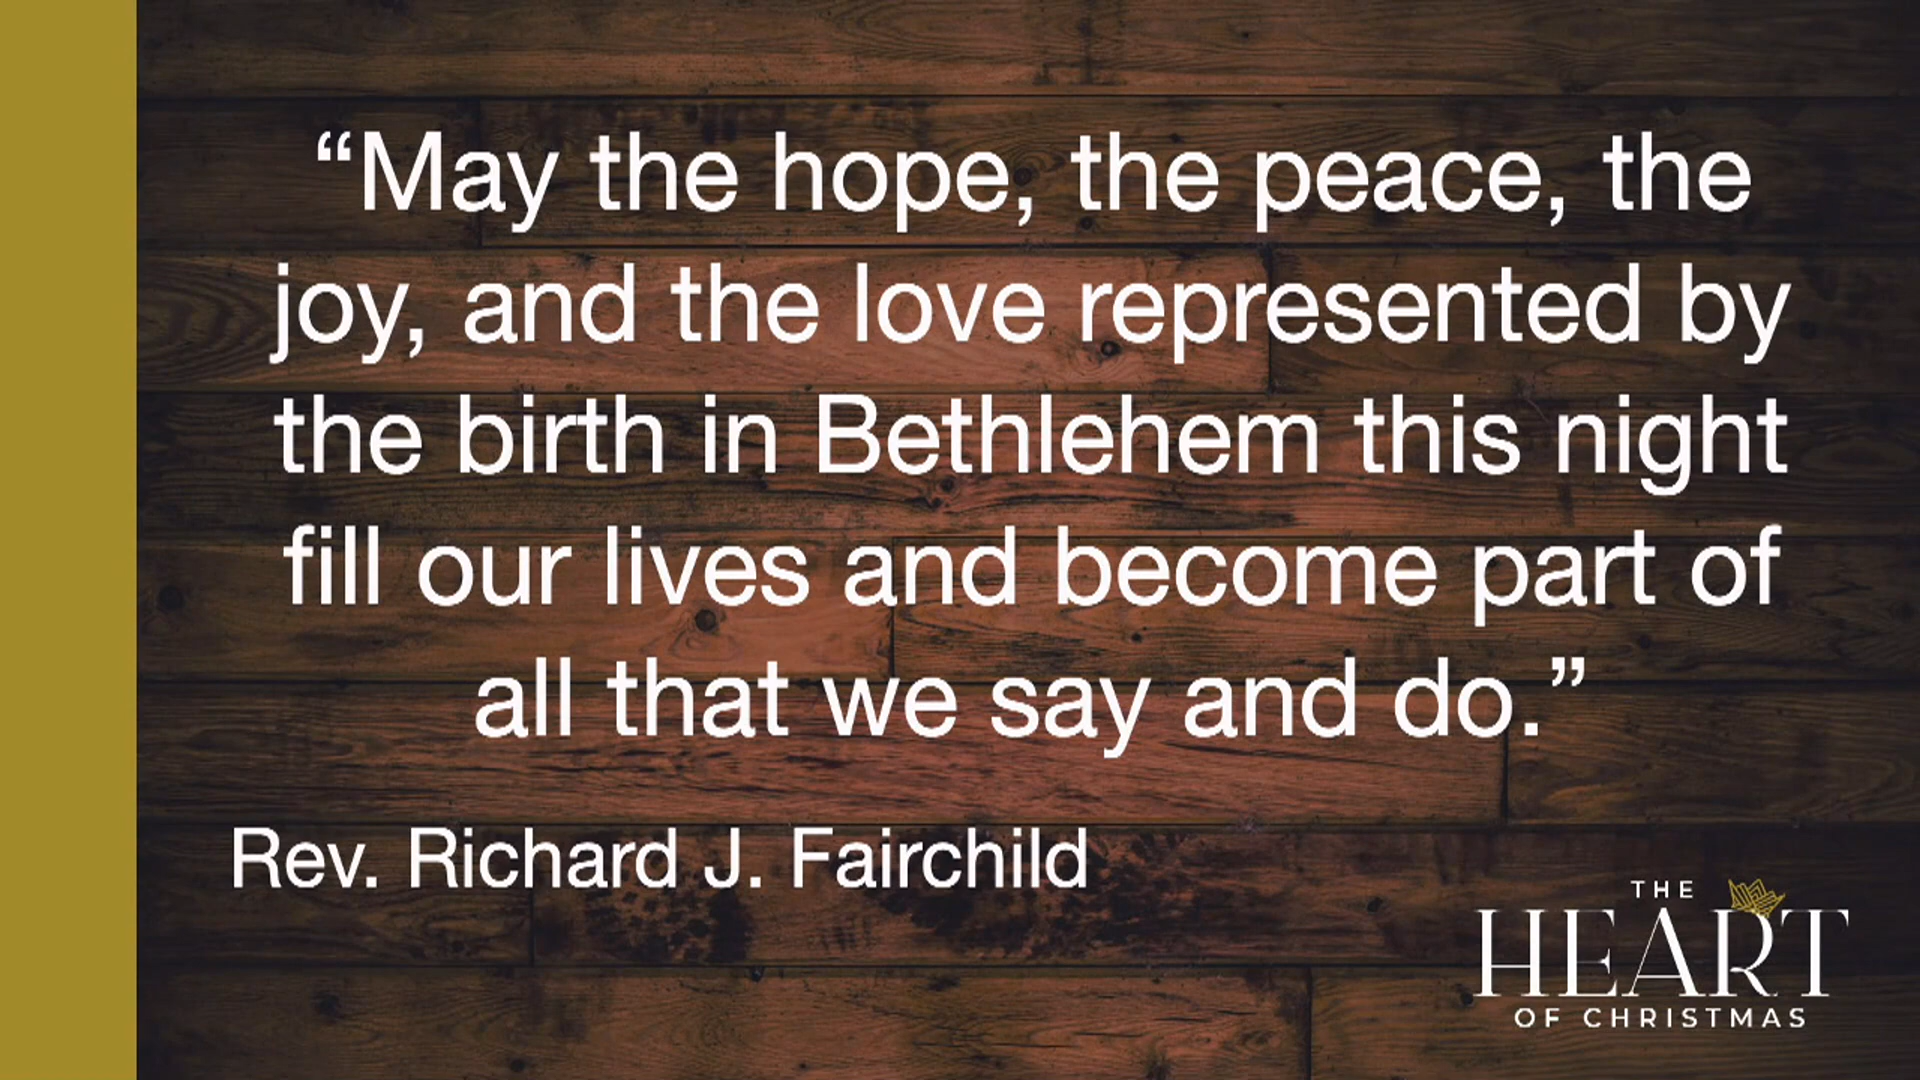 “May the hope, the peace, the
joy, and the love represented by
the birth in Bethlehem this night
fill our lives and become part of
all that we say and do.”
Rev. Richard J. Fairchild
THE
HEART
OF CHRISTMAS